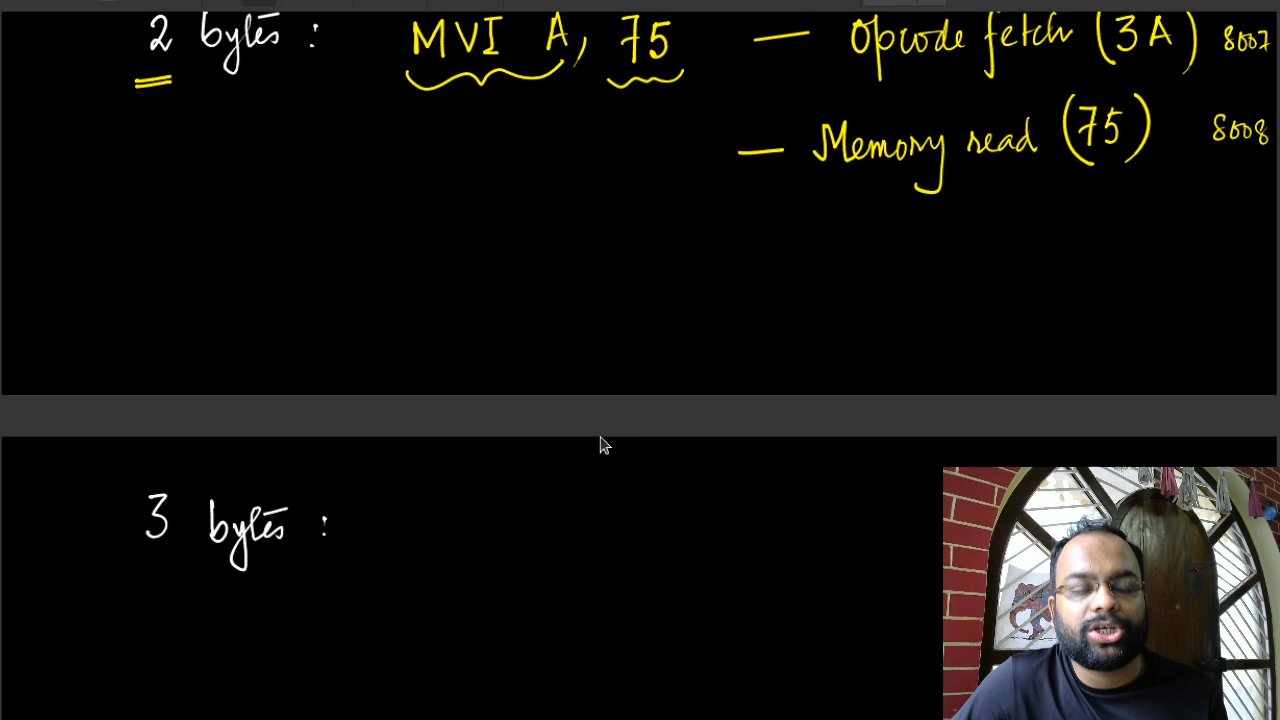 2 bytes : MVI A, 75 — Opcode fetch (3A) 8007
— Memory read (75) 8008
3 bytes :